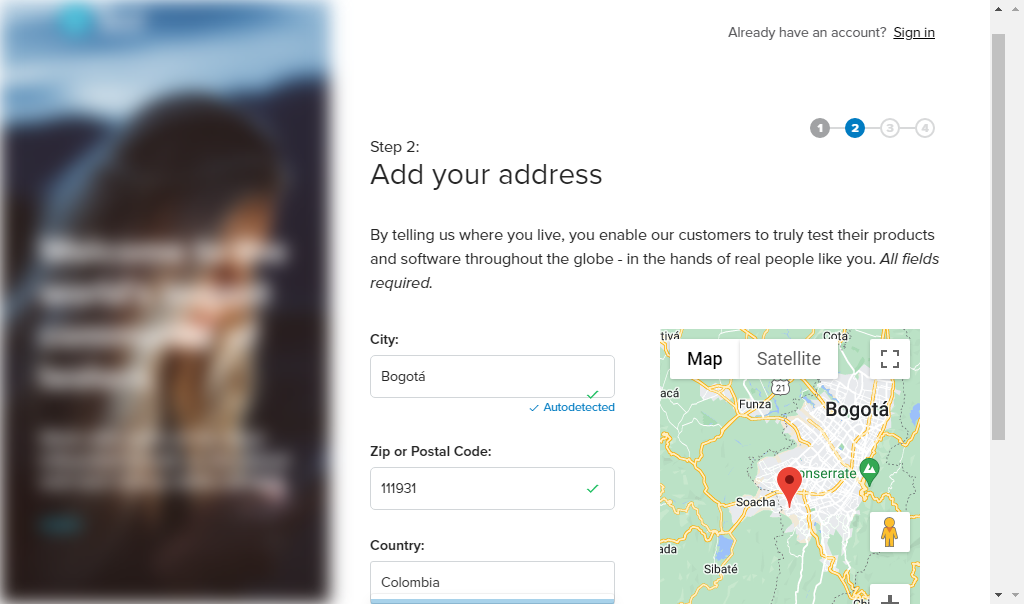 Already have an account? Sign in
1 2 3 4
Step 2:
Add your address
By telling us where you live, you enable our customers to truly test their products
and software throughout the globe - in the hands of real people like you. All fields
required.
City:
Bogotá
Autodetected
Zip or Postal Code:
111931
Country:
Colombia
tivá
Cota
Map Satellite
21
acá
Funza
Bogotá
onserrate
Soacha
ada
Sibaté